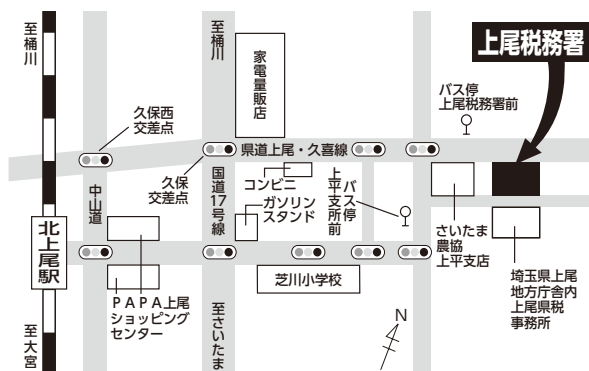 至桶川
至桶川
家電量販店
上尾税務署
バス停
上尾税務署前
久保西
交差点
久保
交差点
県道上尾・久喜線
コンビニ
ガソリン
スタンド
バス停
上平支所前
中山道
国道17号線
北上尾駅
さいたま
農協
上平支店
埼玉県上尾
地方庁舎内
上尾県税
事務所
芝川小学校
PAPA上尾
ショッピング
センター
至大宮
至さいたま
N